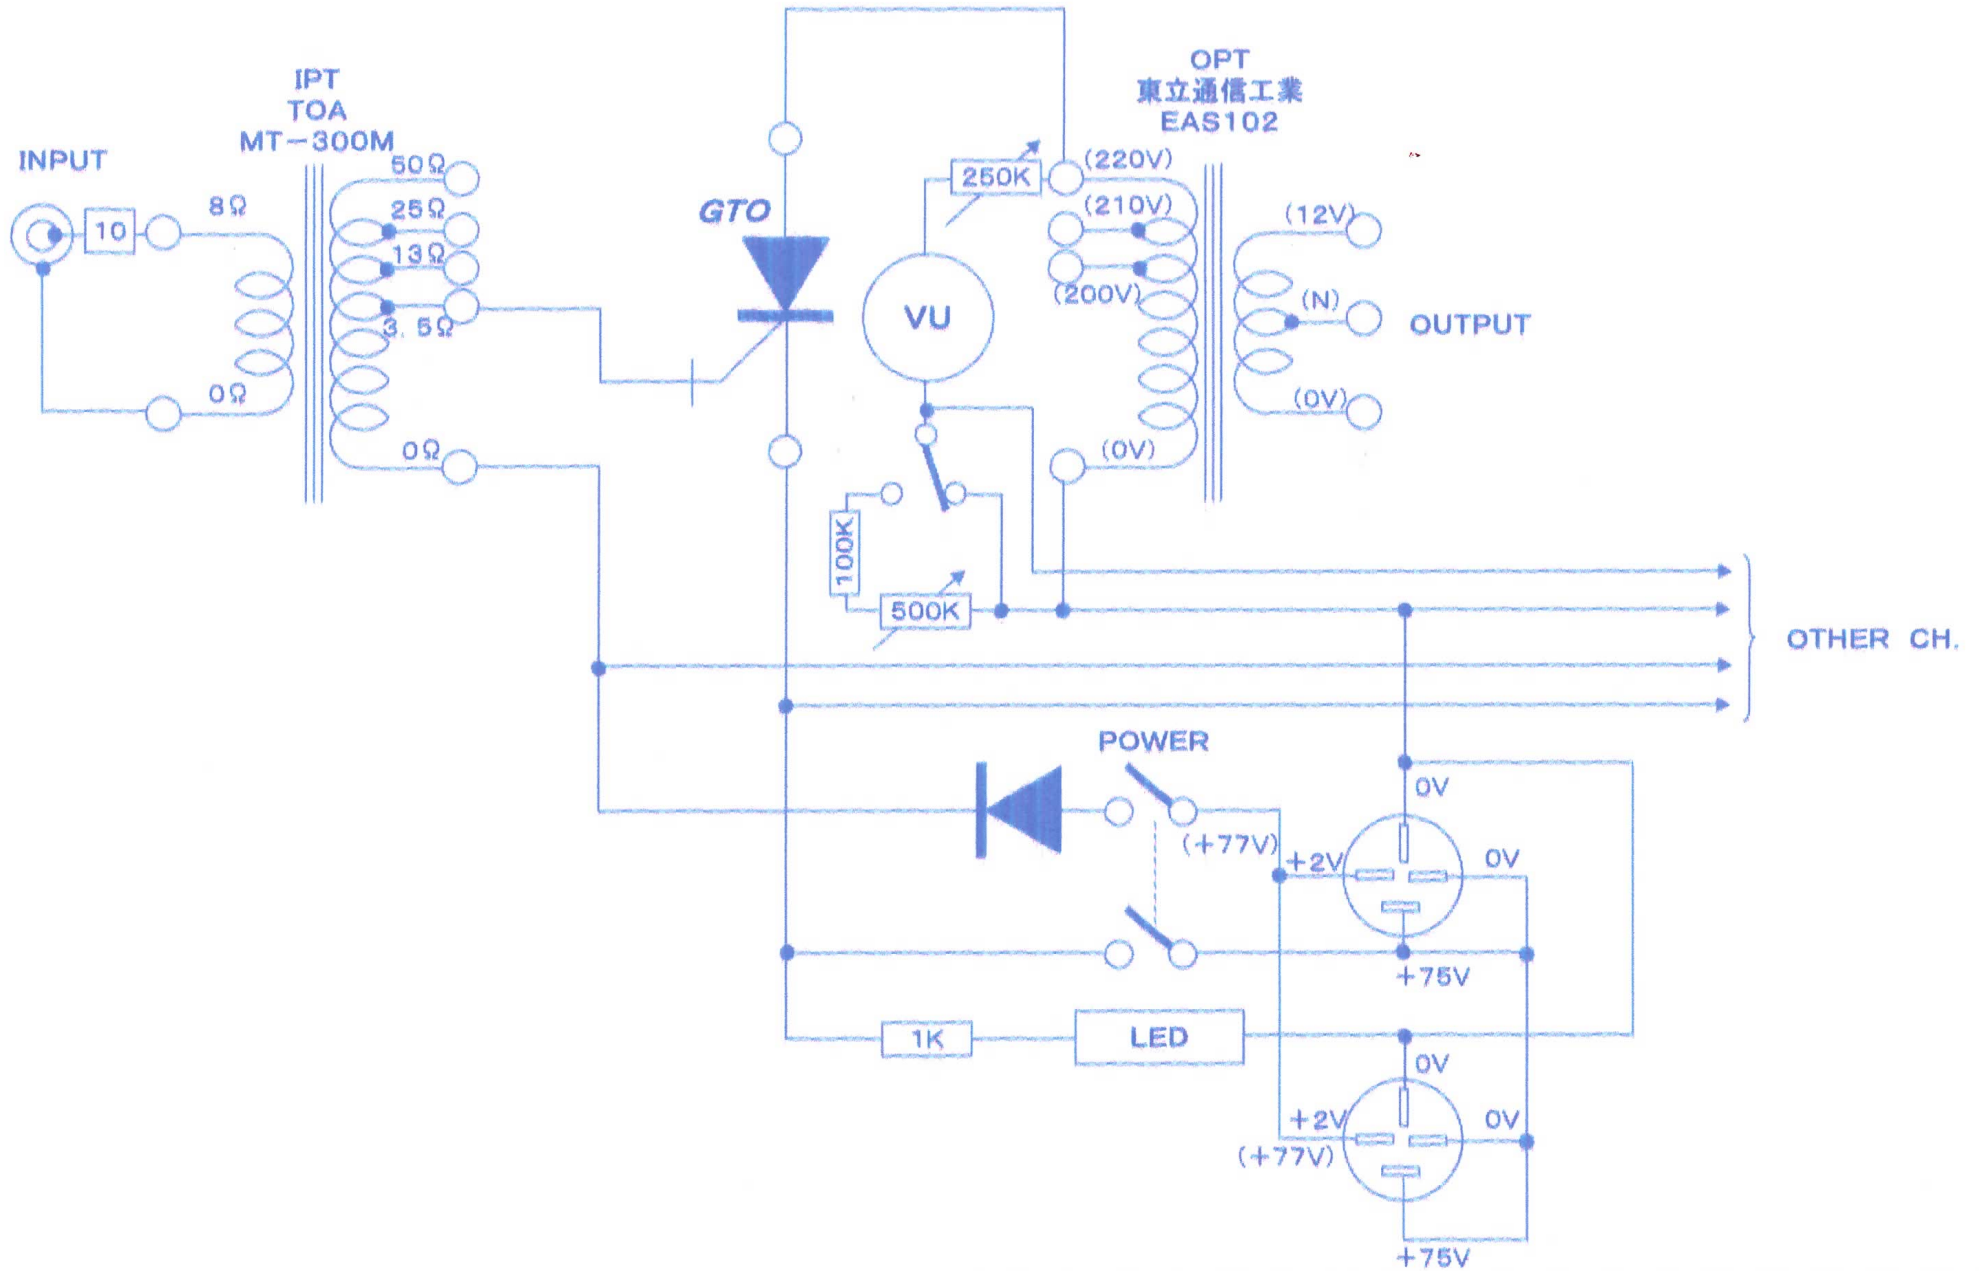 IPT
TOA
MT-300M
INPUT
10
8Ω
0Ω
50Ω
25Ω
13Ω
3.5Ω
0Ω
GTO
250K
VU
100K
500K
OPT
東立通信工業
EAS102
(220V)
(210V)
(200V)
(0V)
(12V)
(N)
(0V)
OUTPUT
OTHER CH.
POWER
(+77V)
0V
+2V
0V
+75V
1K
LED
0V
+2V
(+77V)
0V
+75V